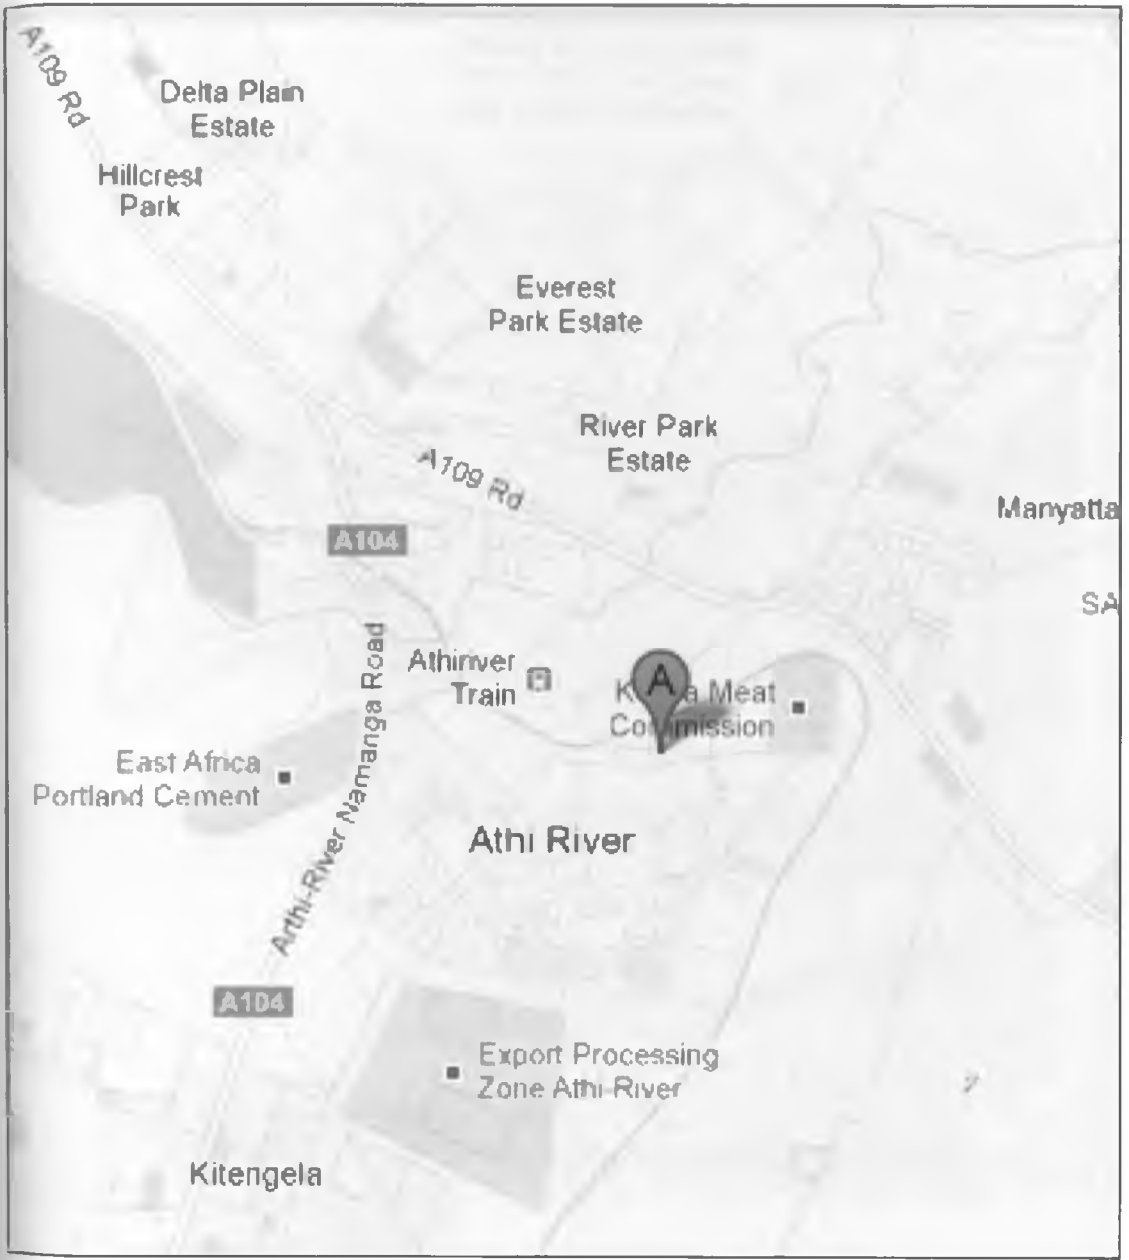 A109 Rd
Delta Plain
Estate
Hillcrest
Park
Everest
Park Estate
River Park
Estate
A109 Rd
Manyatta
A104
SA
Arthi-River Namanga Road
Athiriver
Train
A
Meat
Commission
East Africa
Portland Cement
Athi River
A104
Export Processing
Zone Athi-River
Kitengela